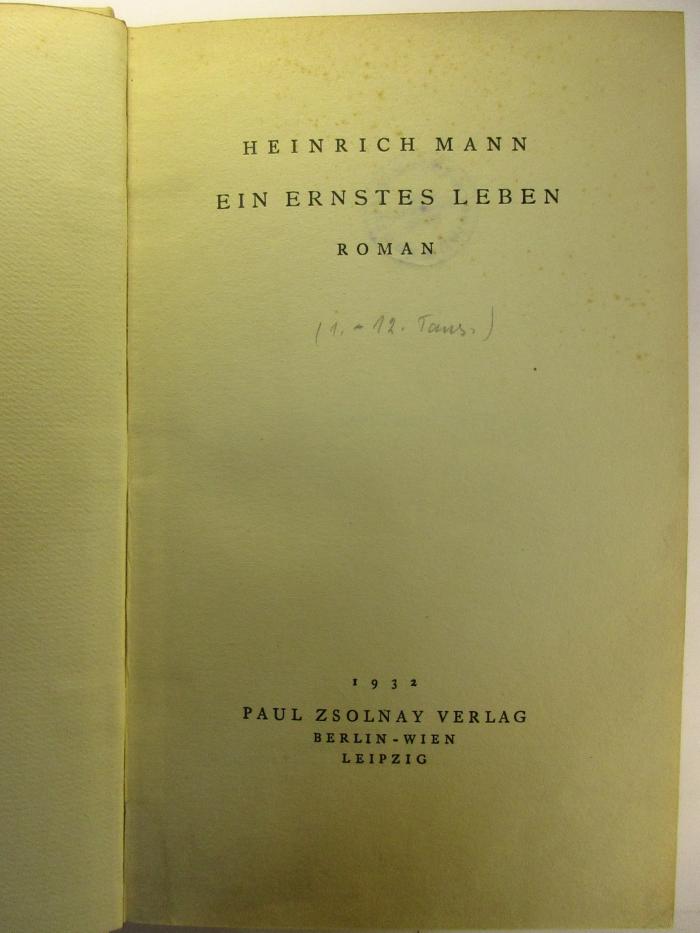 HEINRICH MANN
EIN ERNSTES LEBEN
ROMAN
(1. - 12. Taus.)
1932
PAUL ZSOLNAY VERLAG
BERLIN-WIEN
LEIPZIG